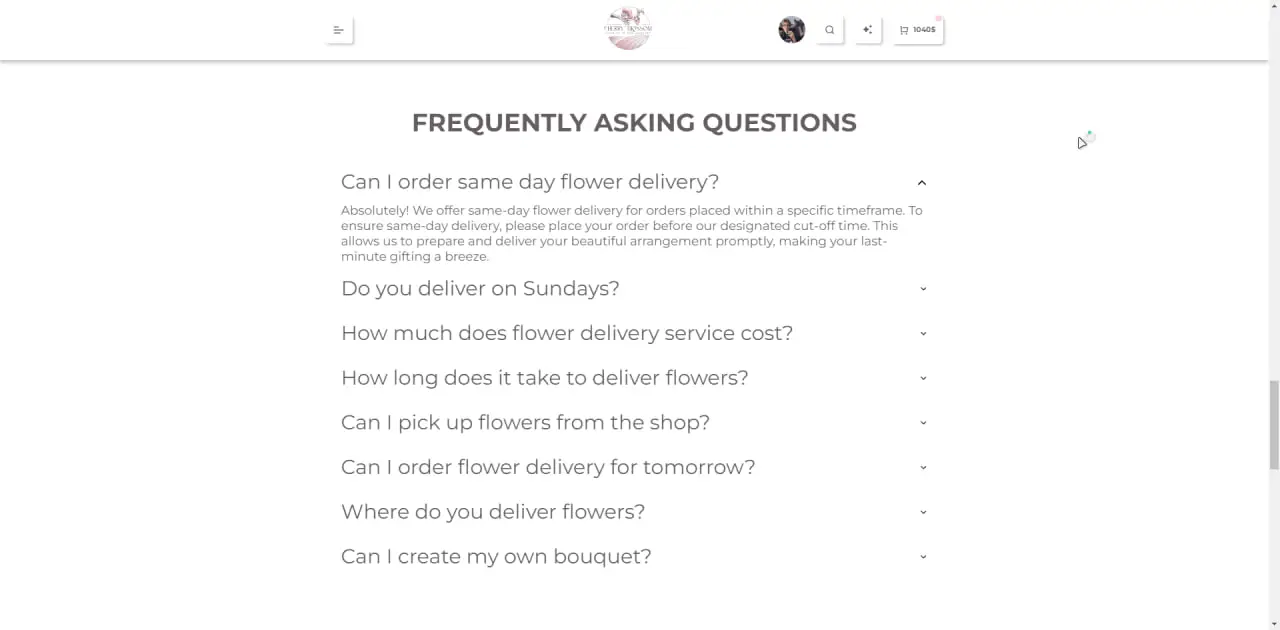 1040$
FREQUENTLY ASKING QUESTIONS
Can I order same day flower delivery?
Absolutely! We offer same-day flower delivery for orders placed within a specific timeframe. To
ensure same-day delivery, please place your order before our designated cut-off time. This
allows us to prepare and deliver your beautiful arrangement promptly, making your last-
minute gifting a breeze.
Do you deliver on Sundays?
How much does flower delivery service cost?
How long does it take to deliver flowers?
Can I pick up flowers from the shop?
Can I order flower delivery for tomorrow?
Where do you deliver flowers?
Can I create my own bouquet?